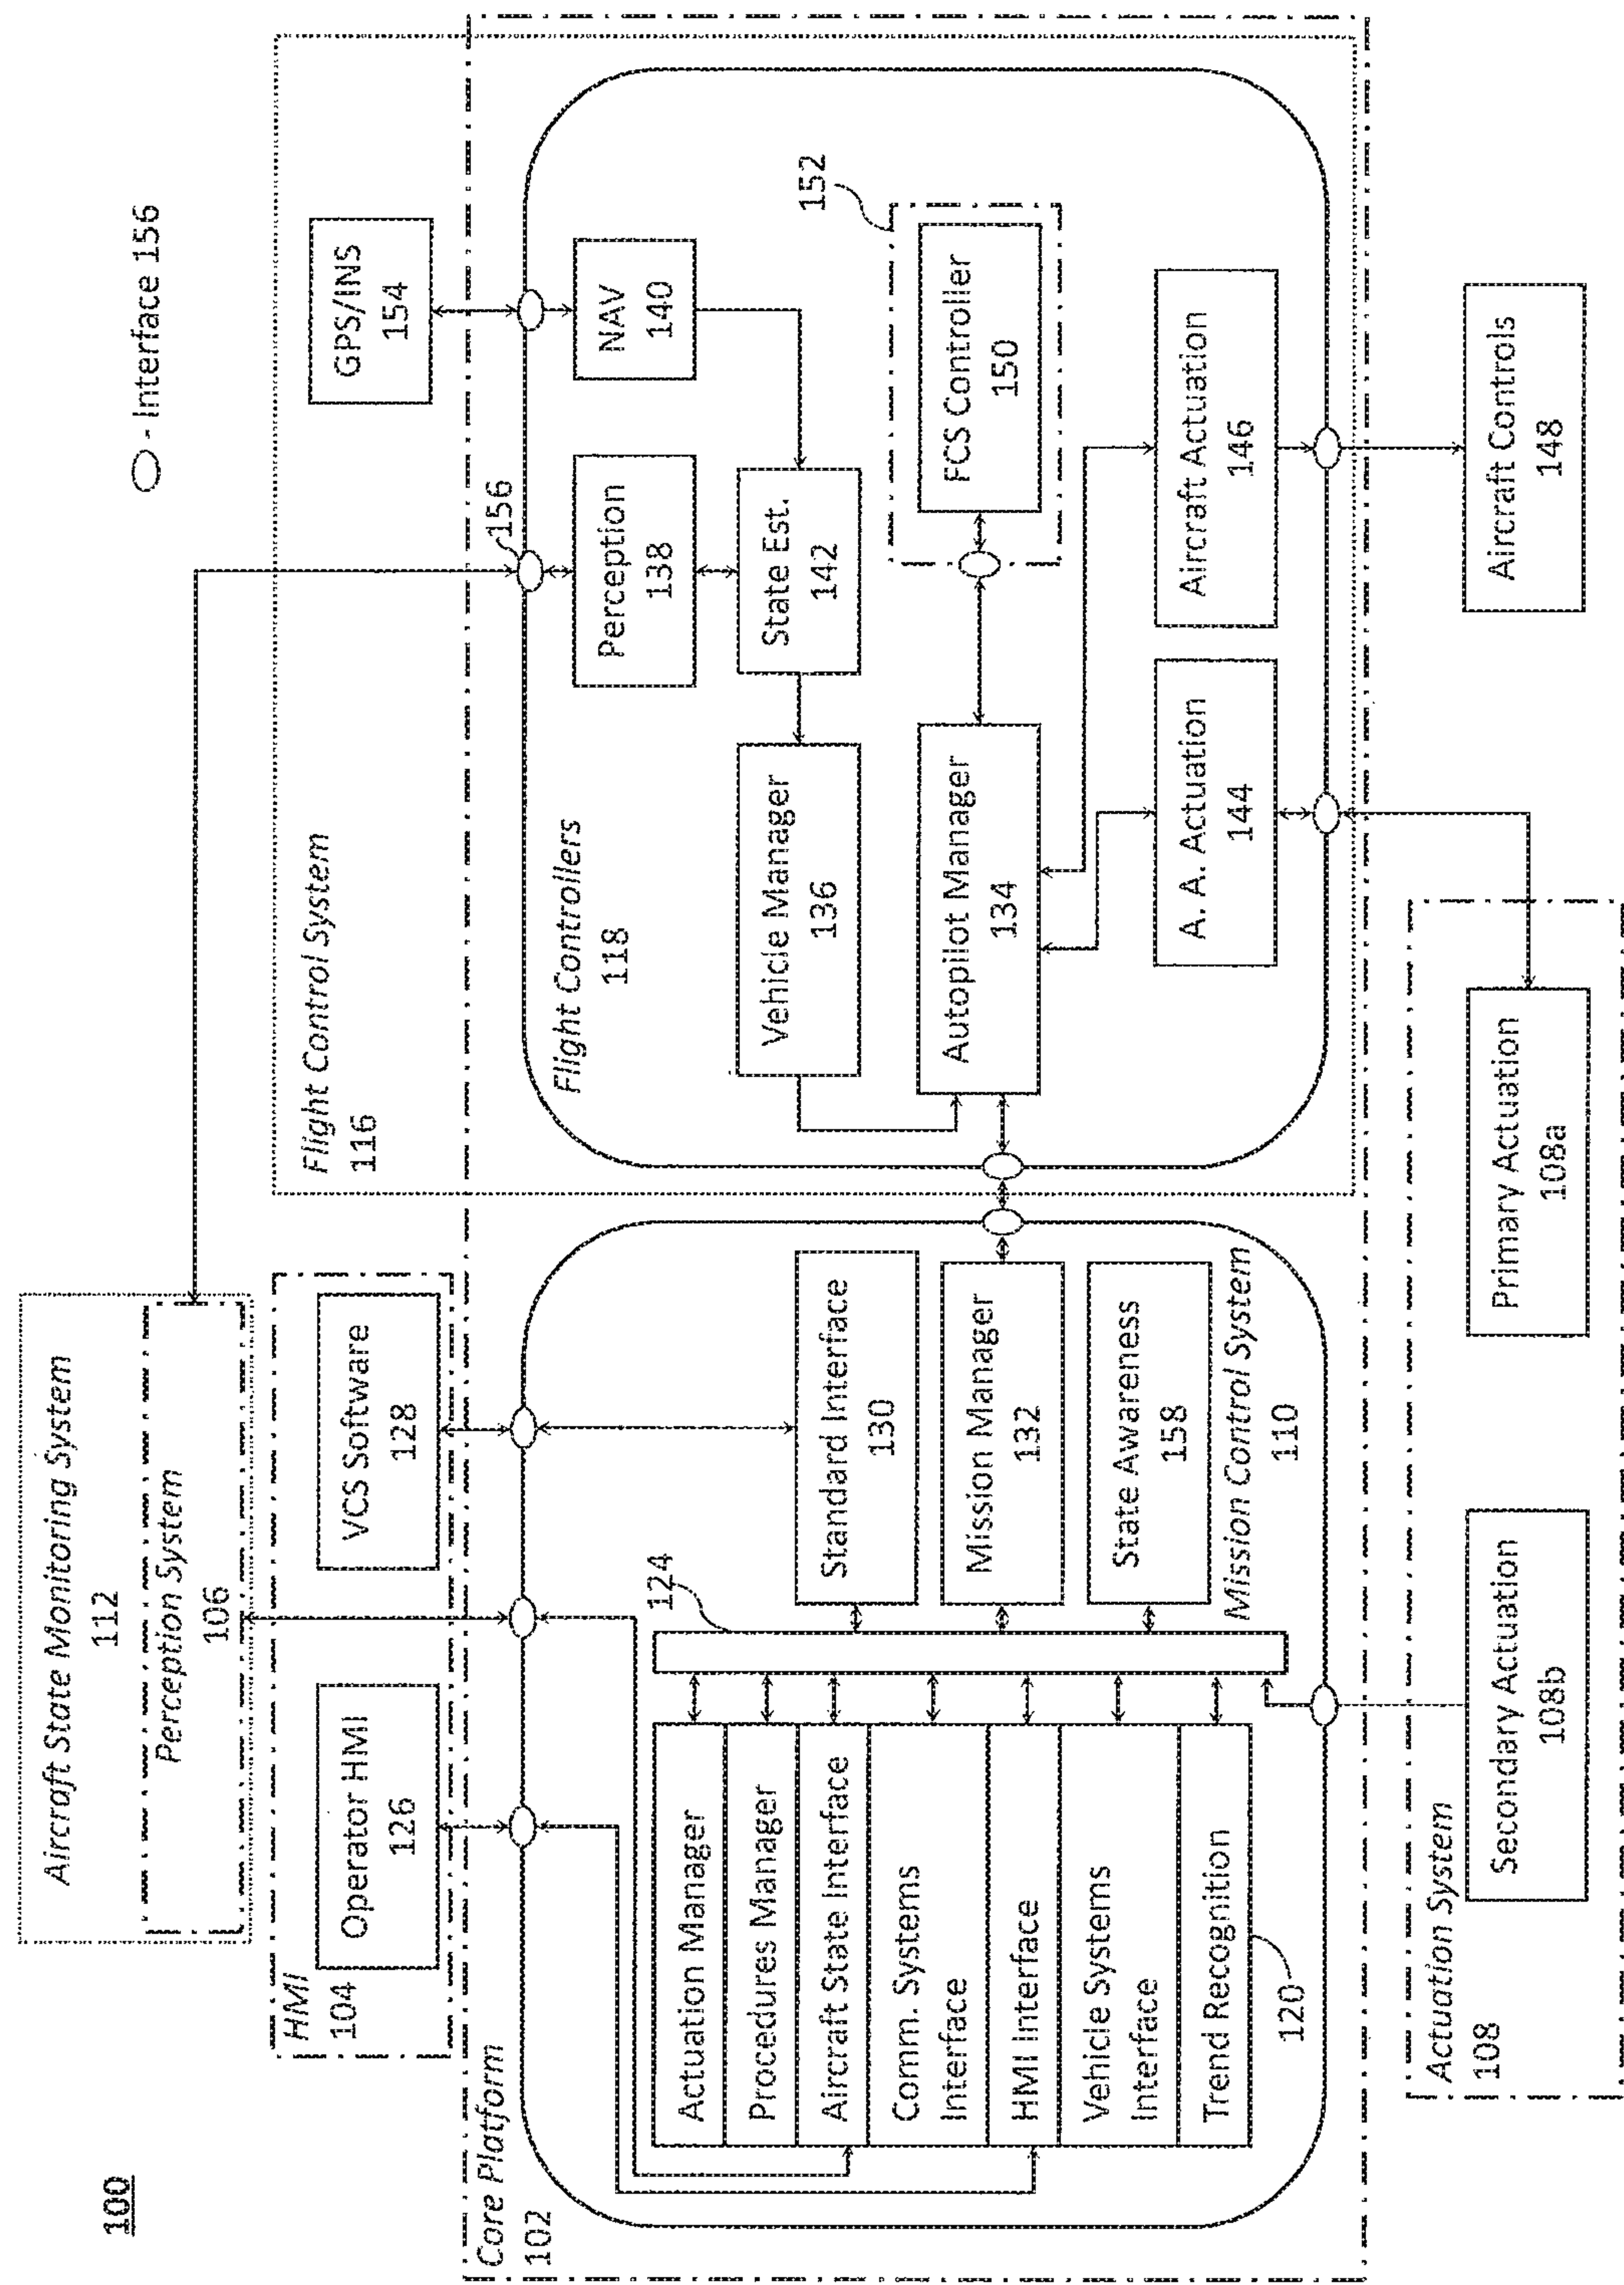 100
Aircraft State Monitoring System
112
Perception System
106
- Interface 156
HMI
104
Operator HMI
126
VCS Software
128
Flight Control System
116
GPS/INS
154
Core Platform
102
156
Flight Controllers
118
Perception
138
NAV
140
Vehicle Manager
136
State Est.
142
152
Autopilot Manager
134
FCS Controller
150
A. A. Actuation
144
Aircraft Actuation
146
124
Actuation Manager
Procedures Manager
Aircraft State Interface
Comm. Systems
Interface
HMI Interface
Vehicle Systems
Interface
Trend Recognition
120
Standard Interface
130
Mission Manager
132
State Awareness
158
Mission Control System
110
Actuation System
108
Secondary Actuation
108b
Primary Actuation
108a
Aircraft Controls
148